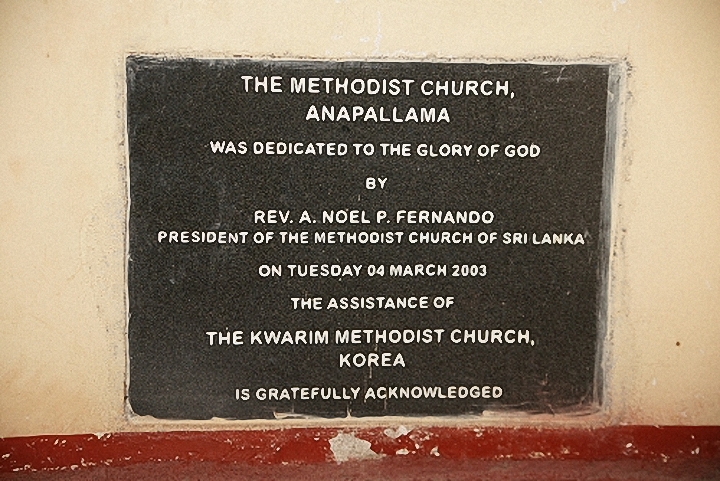 THE METHODIST CHURCH,
ANAPALLAMA
WAS DEDICATED TO THE GLORY OF GOD
BY
REV. A. NOEL P. FERNANDO
PRESIDENT OF THE METHODIST CHURCH OF SRI LANKA
ON TUESDAY 04 MARCH 2003
THE ASSISTANCE OF
THE KWARIM METHODIST CHURCH,
KOREA
IS GRATEFULLY ACKNOWLEDGED